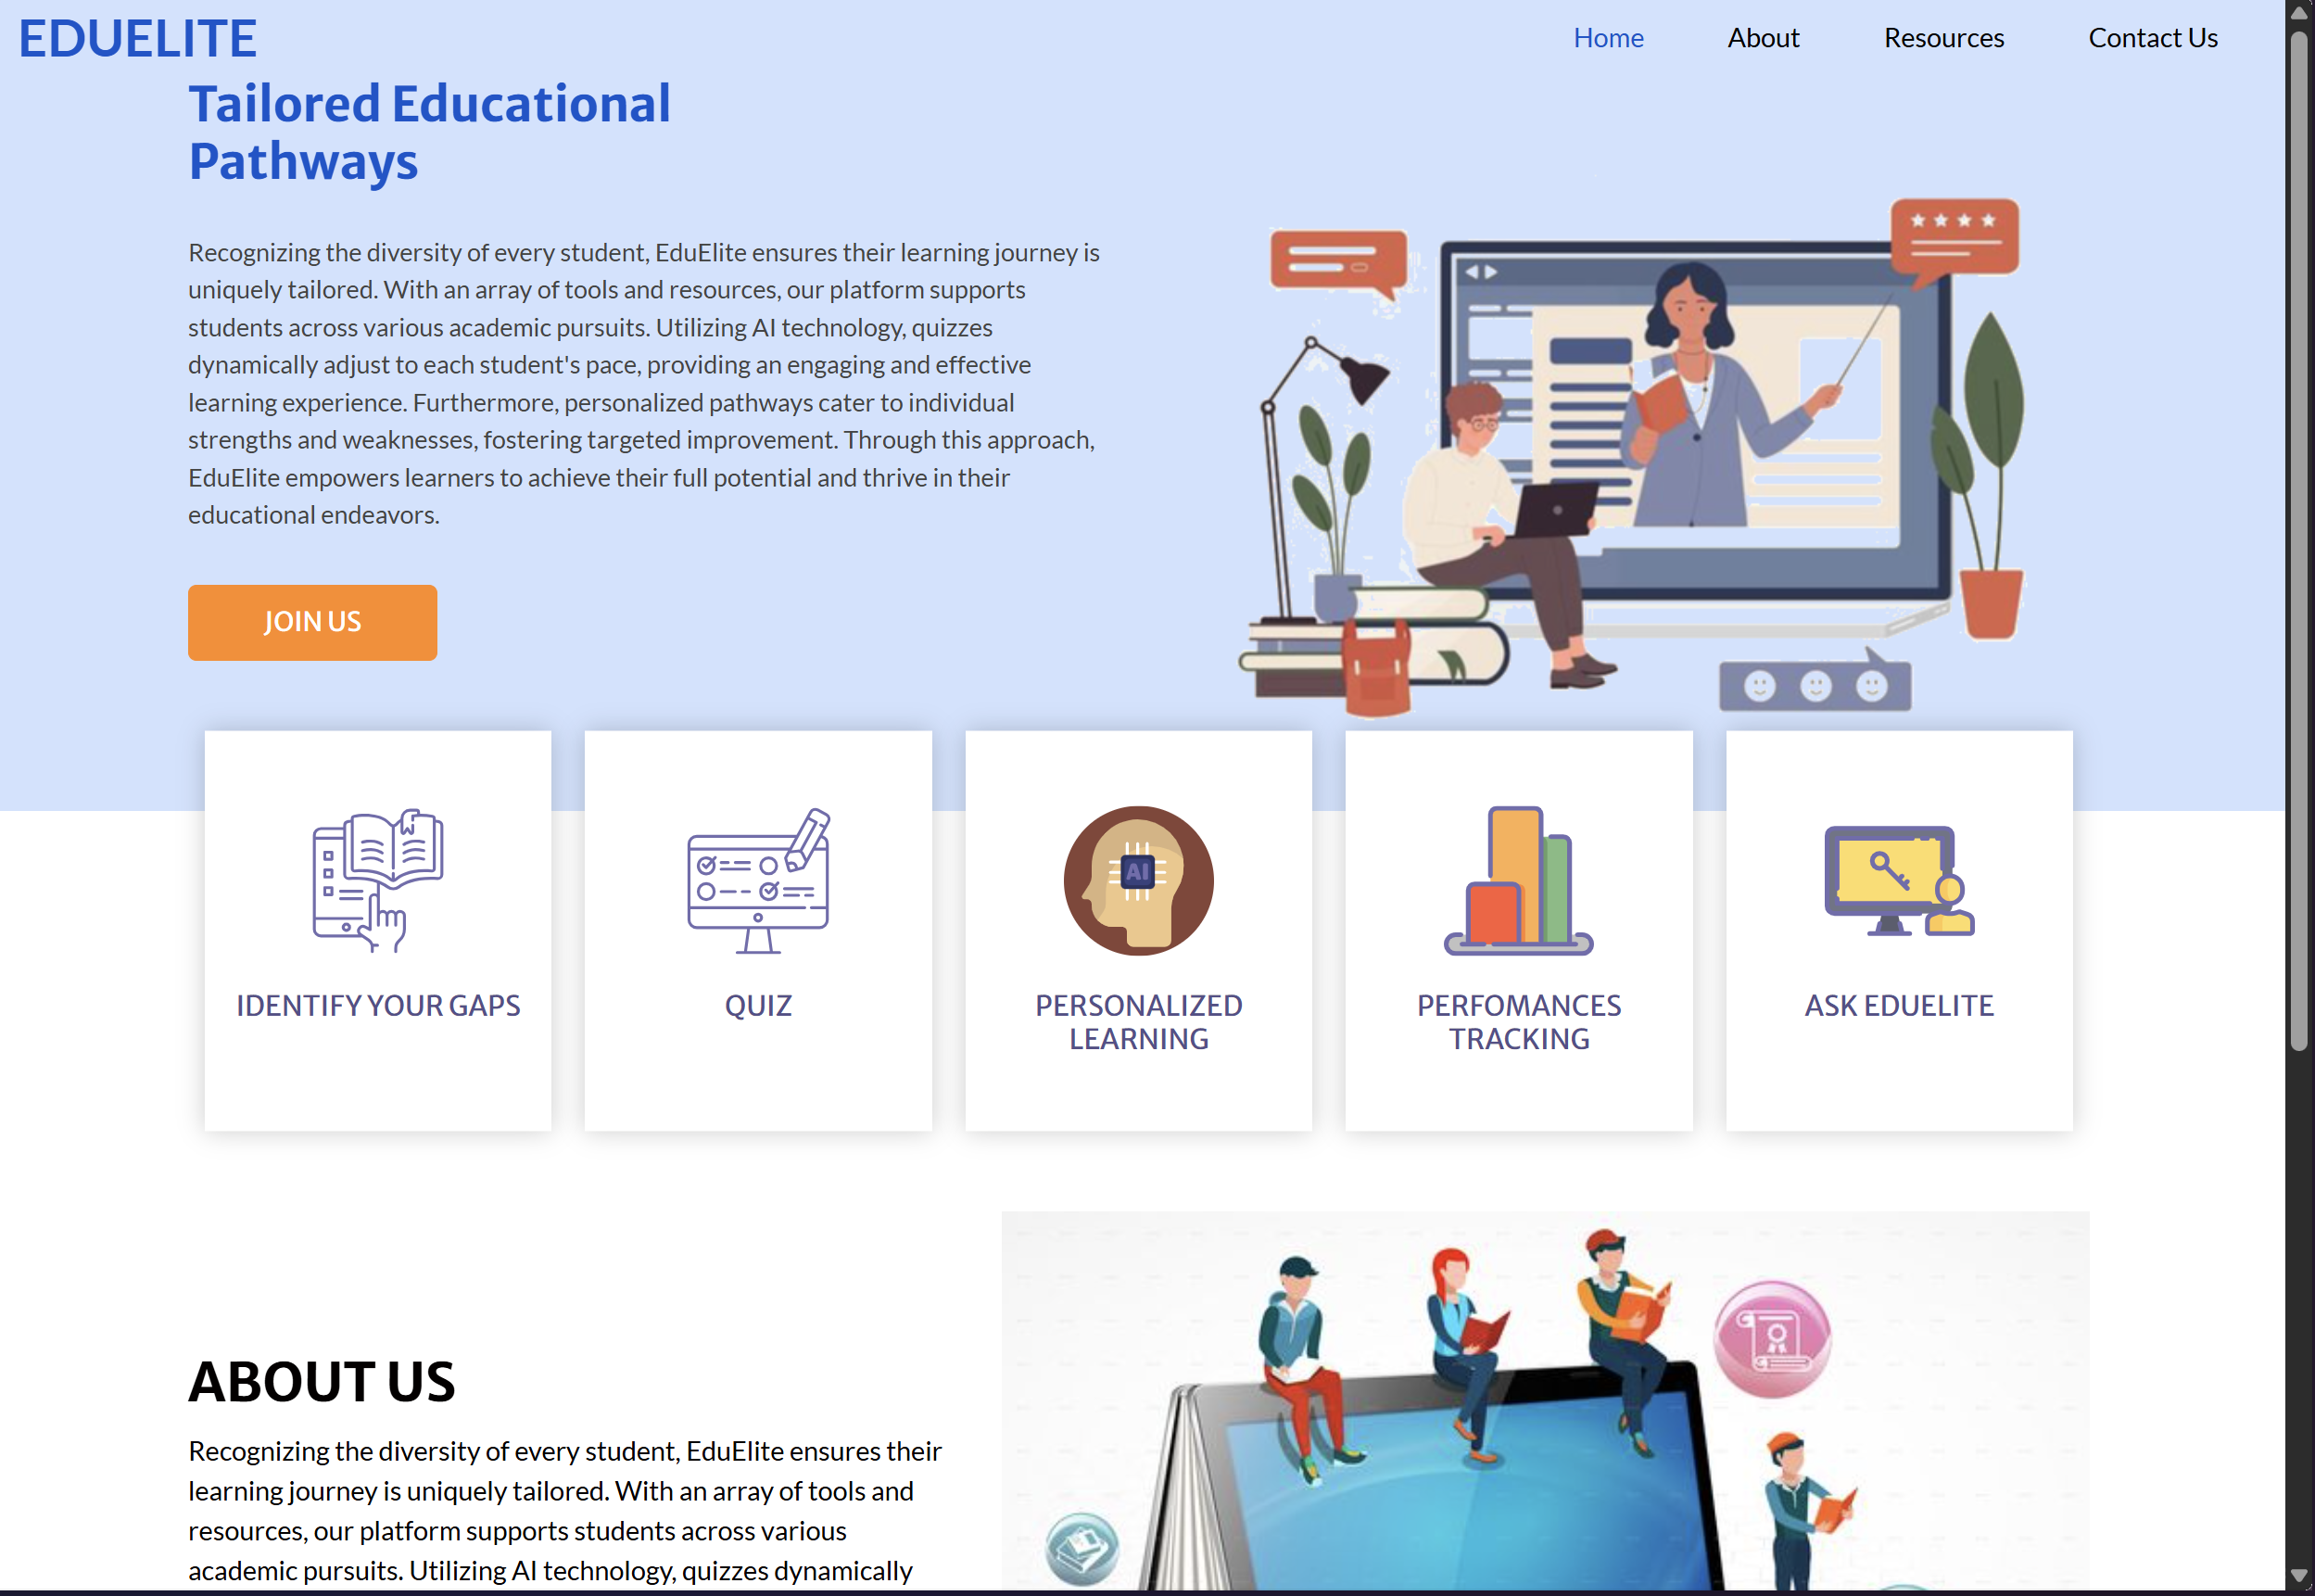 EDUELITE
Home
About
Resources
Contact Us
Tailored Educational
Pathways
Recognizing the diversity of every student, EduElite ensures their learning journey is
uniquely tailored. With an array of tools and resources, our platform supports
students across various academic pursuits. Utilizing AI technology, quizzes
dynamically adjust to each student's pace, providing an engaging and effective
learning experience. Furthermore, personalized pathways cater to individual
strengths and weaknesses, fostering targeted improvement. Through this approach,
EduElite empowers learners to achieve their full potential and thrive in their
educational endeavors.
JOIN US
IDENTIFY YOUR GAPS
QUIZ
AI
PERSONALIZED
LEARNING
PERFOMANCES
TRACKING
ASK EDUELITE
ABOUT US
Recognizing the diversity of every student, EduElite ensures their
learning journey is uniquely tailored. With an array of tools and
resources, our platform supports students across various
academic pursuits. Utilizing AI technology, quizzes dynamically